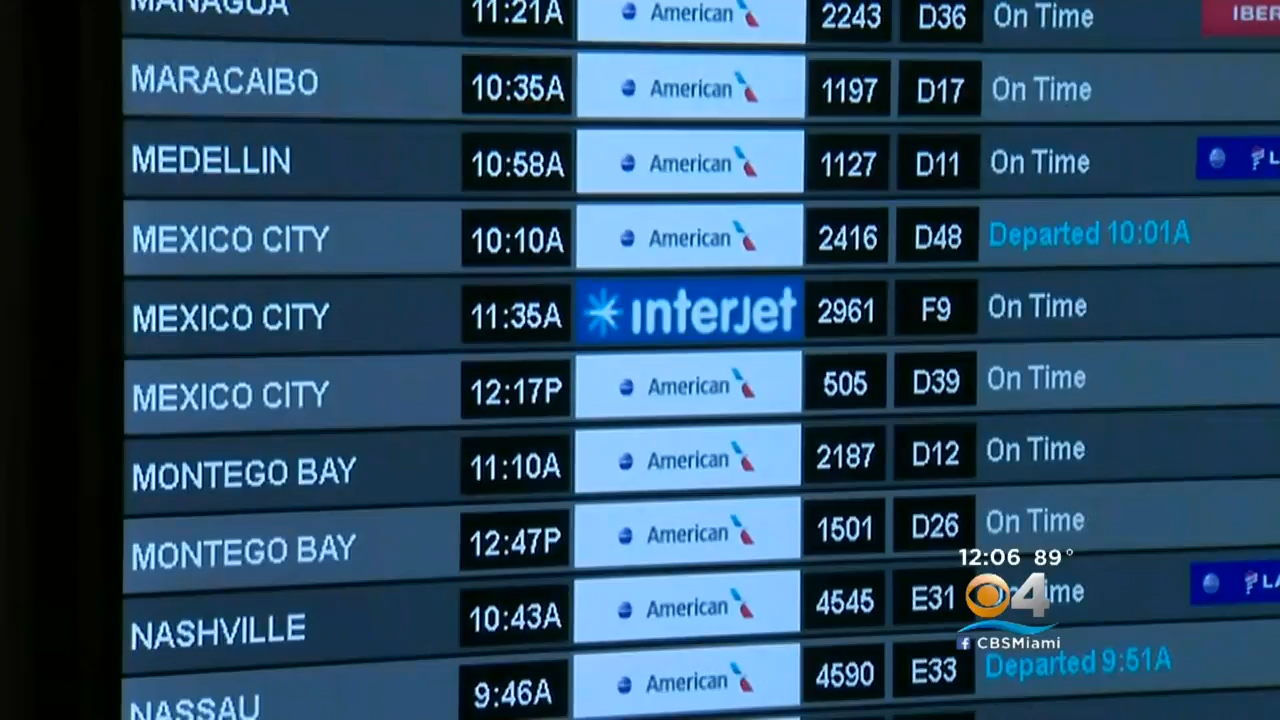 MANAGUA 11:21A American 2243 D36 On Time IBER
MARACAIBO 10:35A American 1197 D17 On Time
MEDELLIN 10:58A American 1127 D11 On Time L
MEXICO CITY 10:10A American 2416 D48 Departed 10:01A
MEXICO CITY 11:35A interjet 2961 F9 On Time
MEXICO CITY 12:17P American 505 D39 On Time
MONTEGO BAY 11:10A American 2187 D12 On Time
MONTEGO BAY 12:47P American 1501 D26 On Time
12:06 89°
NASHVILLE 10:43A American 4545 E31 On Time LA
4
f CBSMiami
NASSAU 9:46A American 4590 E33 Departed 9:51A